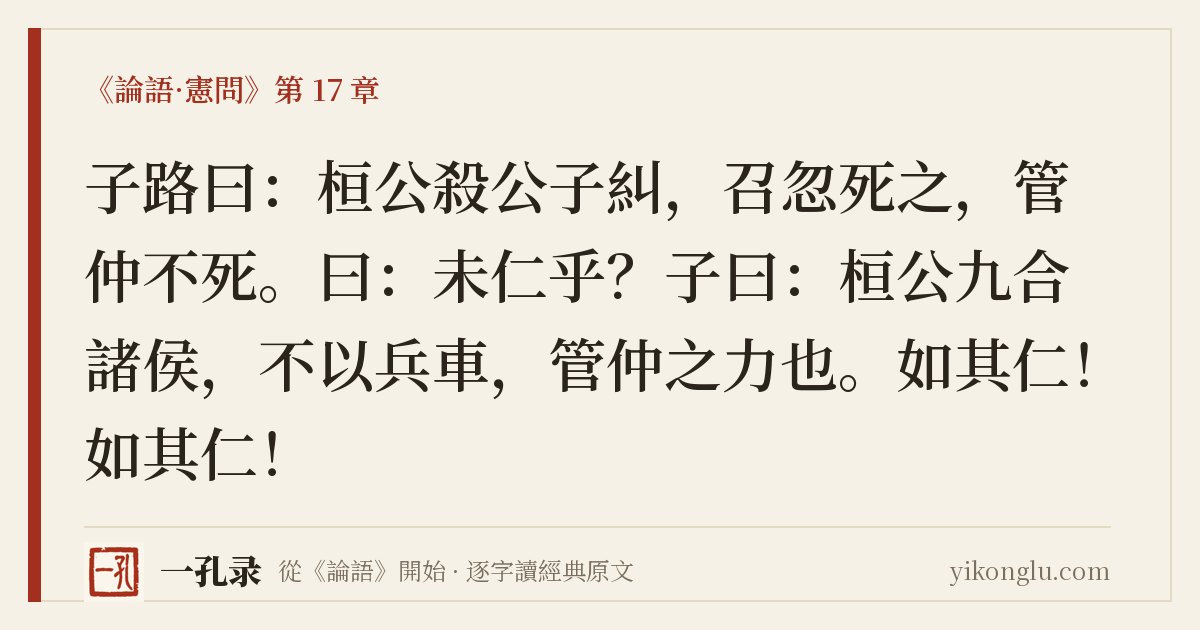 《論語·憲問》第 17 章
子路曰：桓公殺公子糾，召忽死之，管
仲不死。曰：未仁乎？子曰：桓公九合
諸侯，不以兵車，管仲之力也。如其仁！
如其仁！
一孔
一孔录 從《論語》開始 · 逐字讀經典原文 yikonglu.com